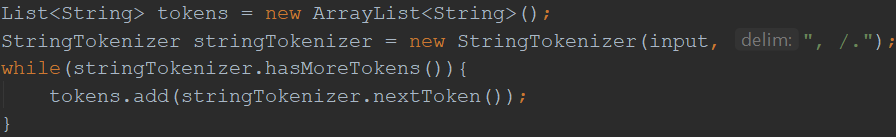 List<String> tokens = new ArrayList<String>();
StringTokenizer stringTokenizer = new StringTokenizer(input, delim: ", /.");
while(stringTokenizer.hasMoreTokens()){
    tokens.add(stringTokenizer.nextToken());
}